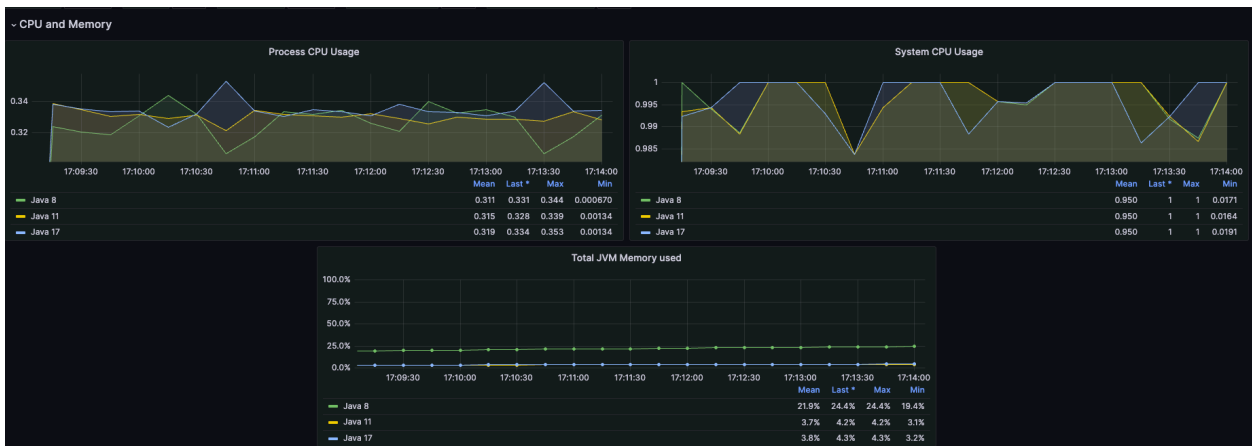 CPU and Memory
Process CPU Usage
0.34
0.32
17:09:30 17:10:00 17:10:30 17:11:00 17:11:30 17:12:00 17:12:30 17:13:00 17:13:30 17:14:00
Mean Last * Max Min
Java 8 0.311 0.331 0.344 0.000670
Java 11 0.315 0.328 0.339 0.00134
Java 17 0.319 0.334 0.353 0.00134
System CPU Usage
1
0.995
0.99
0.985
17:09:30 17:10:00 17:10:30 17:11:00 17:11:30 17:12:00 17:12:30 17:13:00 17:13:30 17:14:00
Mean Last * Max Min
Java 8 0.950 1 1 0.0171
Java 11 0.950 1 1 0.0164
Java 17 0.950 1 1 0.0191
Total JVM Memory used
100.0%
75.0%
50.0%
25.0%
0.0%
17:09:30 17:10:00 17:10:30 17:11:00 17:11:30 17:12:00 17:12:30 17:13:00 17:13:30 17:14:00
Mean Last * Max Min
Java 8 21.9% 24.4% 24.4% 19.4%
Java 11 3.7% 4.2% 4.2% 3.1%
Java 17 3.8% 4.3% 4.3% 3.2%